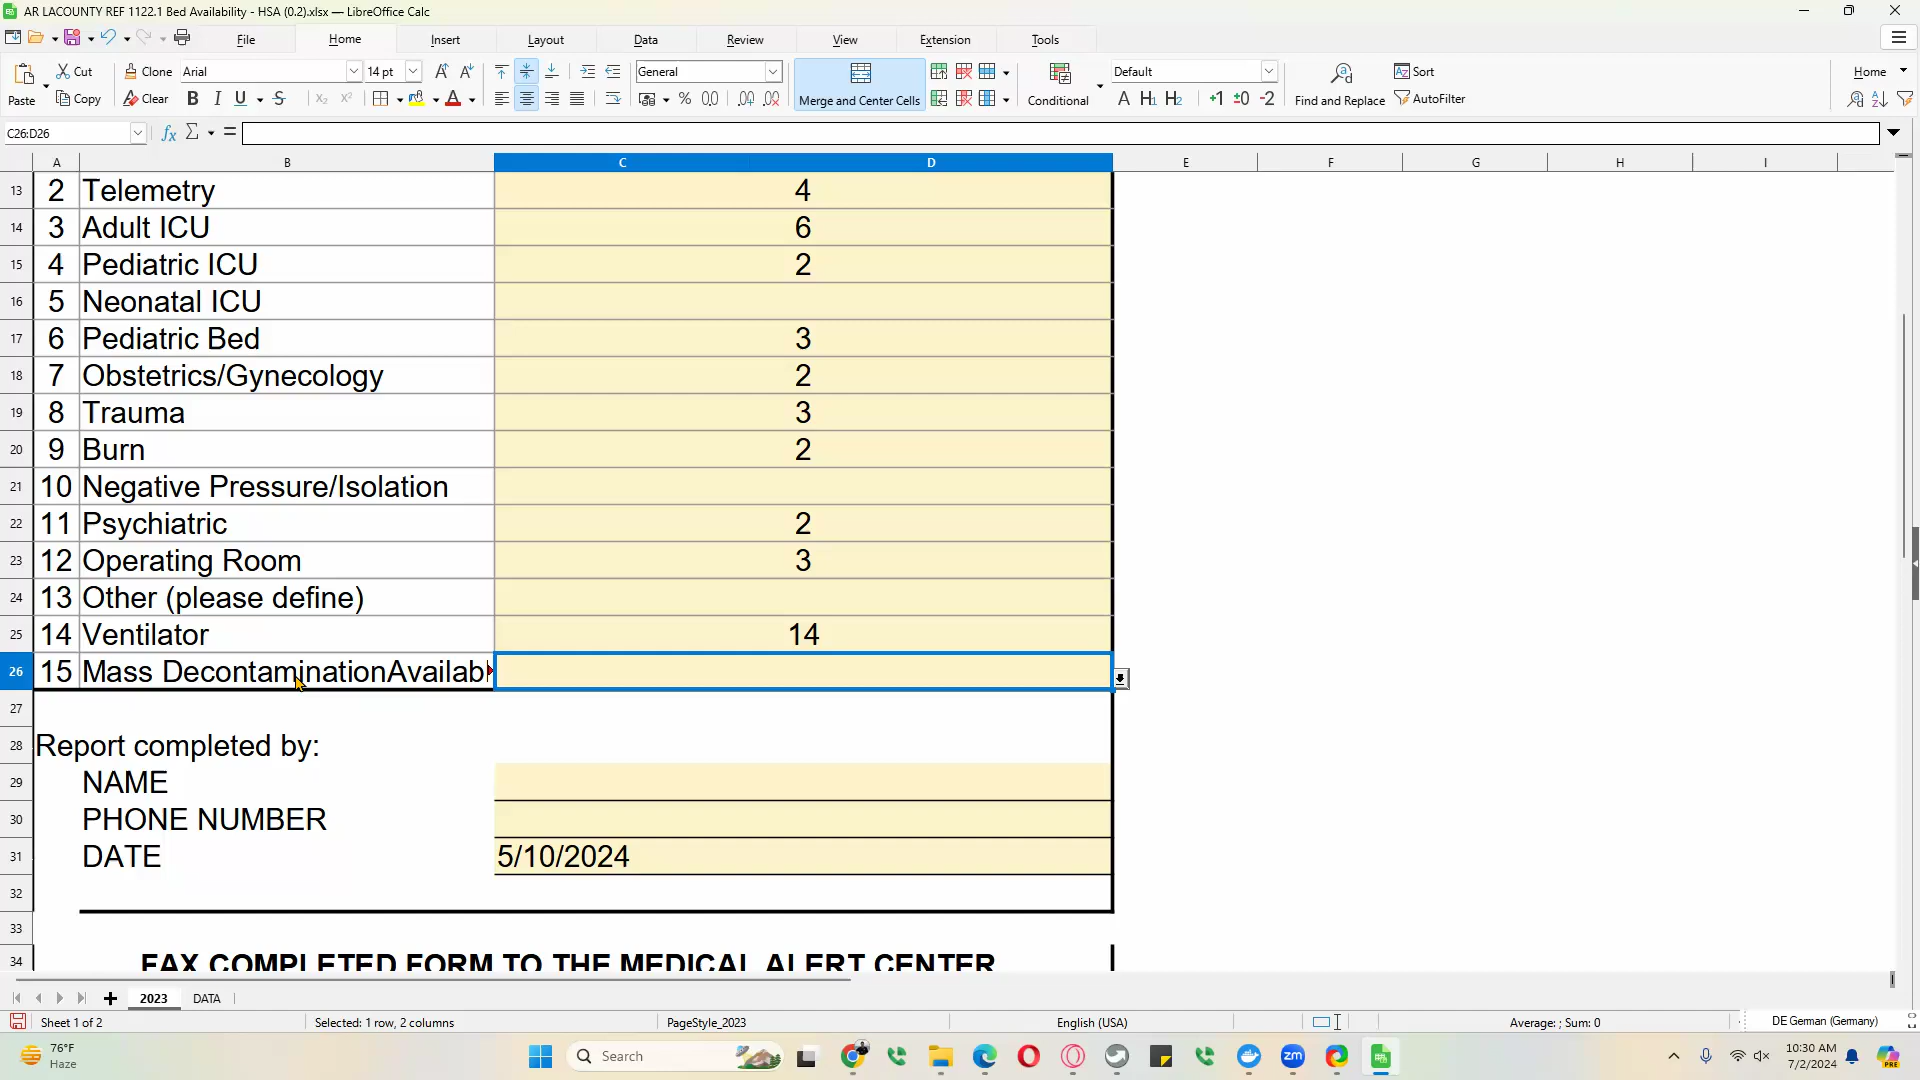 AR LACOUNTY REF 1122.1 Bed Availability - HSA (0.2).xlsx — LibreOffice Calc
File Home Insert Layout Data Review View Extension Tools
Cut Clone Arial 14 pt General Default Sort Home
Paste Copy Clear B I U S Merge and Center Cells Conditional A H1 H2 +1 ±0 -2 Find and Replace AutoFilter
C26:D26
A B C D E F G H I
13 2 Telemetry 4
14 3 Adult ICU 6
15 4 Pediatric ICU 2
16 5 Neonatal ICU
17 6 Pediatric Bed 3
18 7 Obstetrics/Gynecology 2
19 8 Trauma 3
20 9 Burn 2
21 10 Negative Pressure/Isolation
22 11 Psychiatric 2
23 12 Operating Room 3
24 13 Other (please define)
25 14 Ventilator 14
26 15 Mass DecontaminationAvailabl
27
28 Report completed by:
29 NAME
30 PHONE NUMBER
31 DATE 5/10/2024
32
33
34 FAX COMPLETED FORM TO THE MEDICAL ALERT CENTER
2023 DATA
Sheet 1 of 2 Selected: 1 row, 2 columns PageStyle_2023 English (USA) Average: ; Sum: 0 DE German (Germany)
76°F
Haze
Search
zm
10:30 AM
7/2/2024
PRE